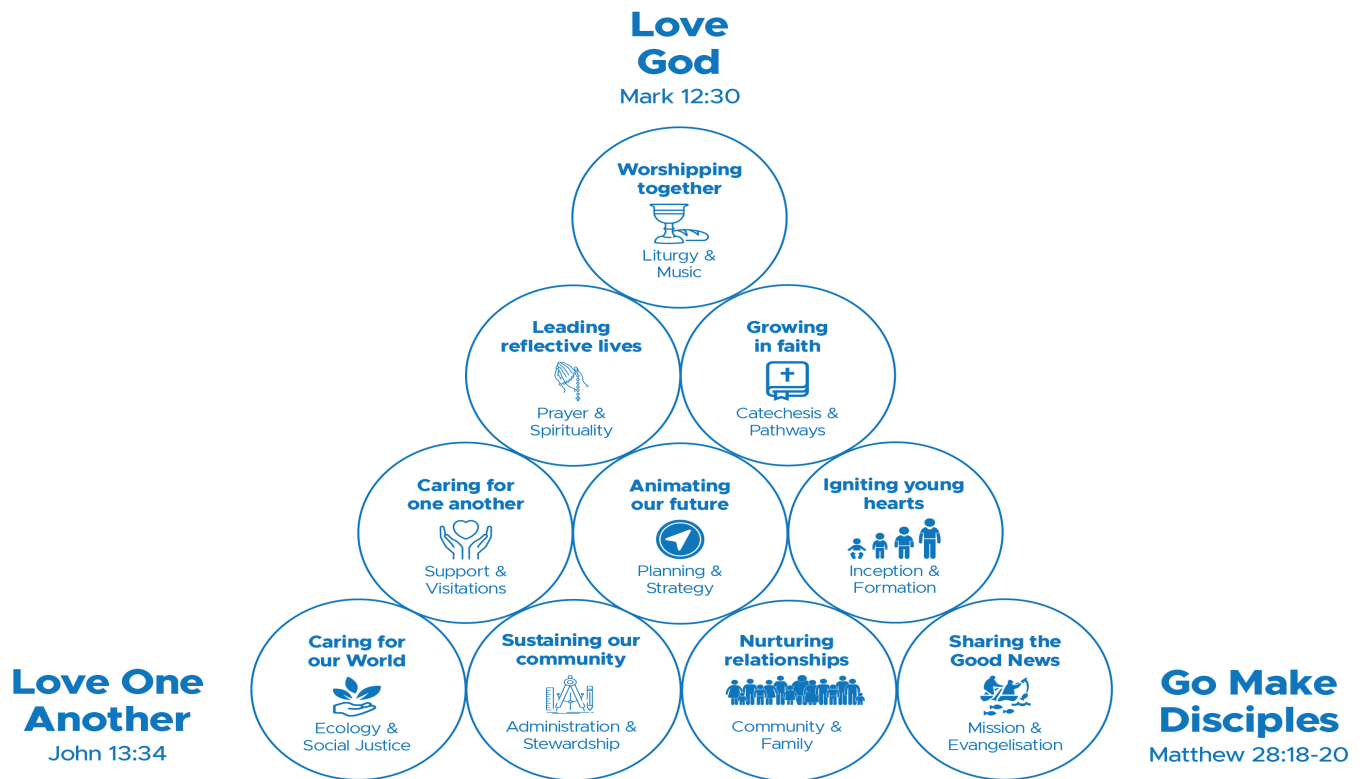 Love
God
Mark 12:30
Worshipping
together
Liturgy &
Music
Leading
reflective lives
Prayer &
Spirituality
Growing
in faith
Catechesis &
Pathways
Caring for
one another
Support &
Visitations
Animating
our future
Planning &
Strategy
Igniting young
hearts
Inception &
Formation
Caring for
our World
Ecology &
Social Justice
Sustaining our
community
Administration &
Stewardship
Nurturing
relationships
Community &
Family
Sharing the
Good News
Mission &
Evangelisation
Love One
Another
John 13:34
Go Make
Disciples
Matthew 28:18-20